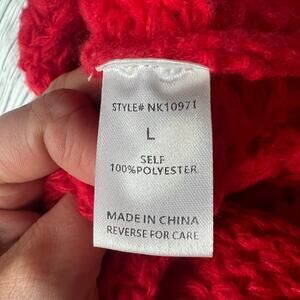 STYLE# NK10971
L
SELF
100%POLYESTER
MADE IN CHINA
REVERSE FOR CARE